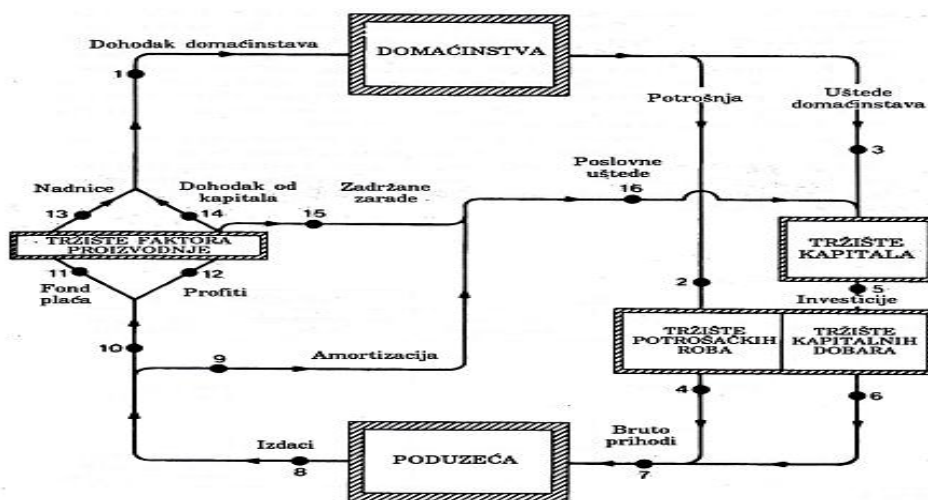 Dohodak domaćinstava
DOMAĆINSTVA
1
Potrošnja
Uštede
domaćinstava
3
Nadnice
Dohodak od
kapitala
Zadržane
zarade
Poslovne
uštede
16
13
14
15
TRŽIŠTE FAKTORA
PROIZVODNJE
TRŽIŠTE
KAPITALA
11
12
Fond
plaća
Profiti
2
5
Investicije
TRŽIŠTE
POTROŠAČKIH
ROBA
TRŽIŠTE
KAPITALNIH
DOBARA
10
9
Amortizacija
4
6
Izdaci
8
PODUZEĆA
Bruto
prihodi
7